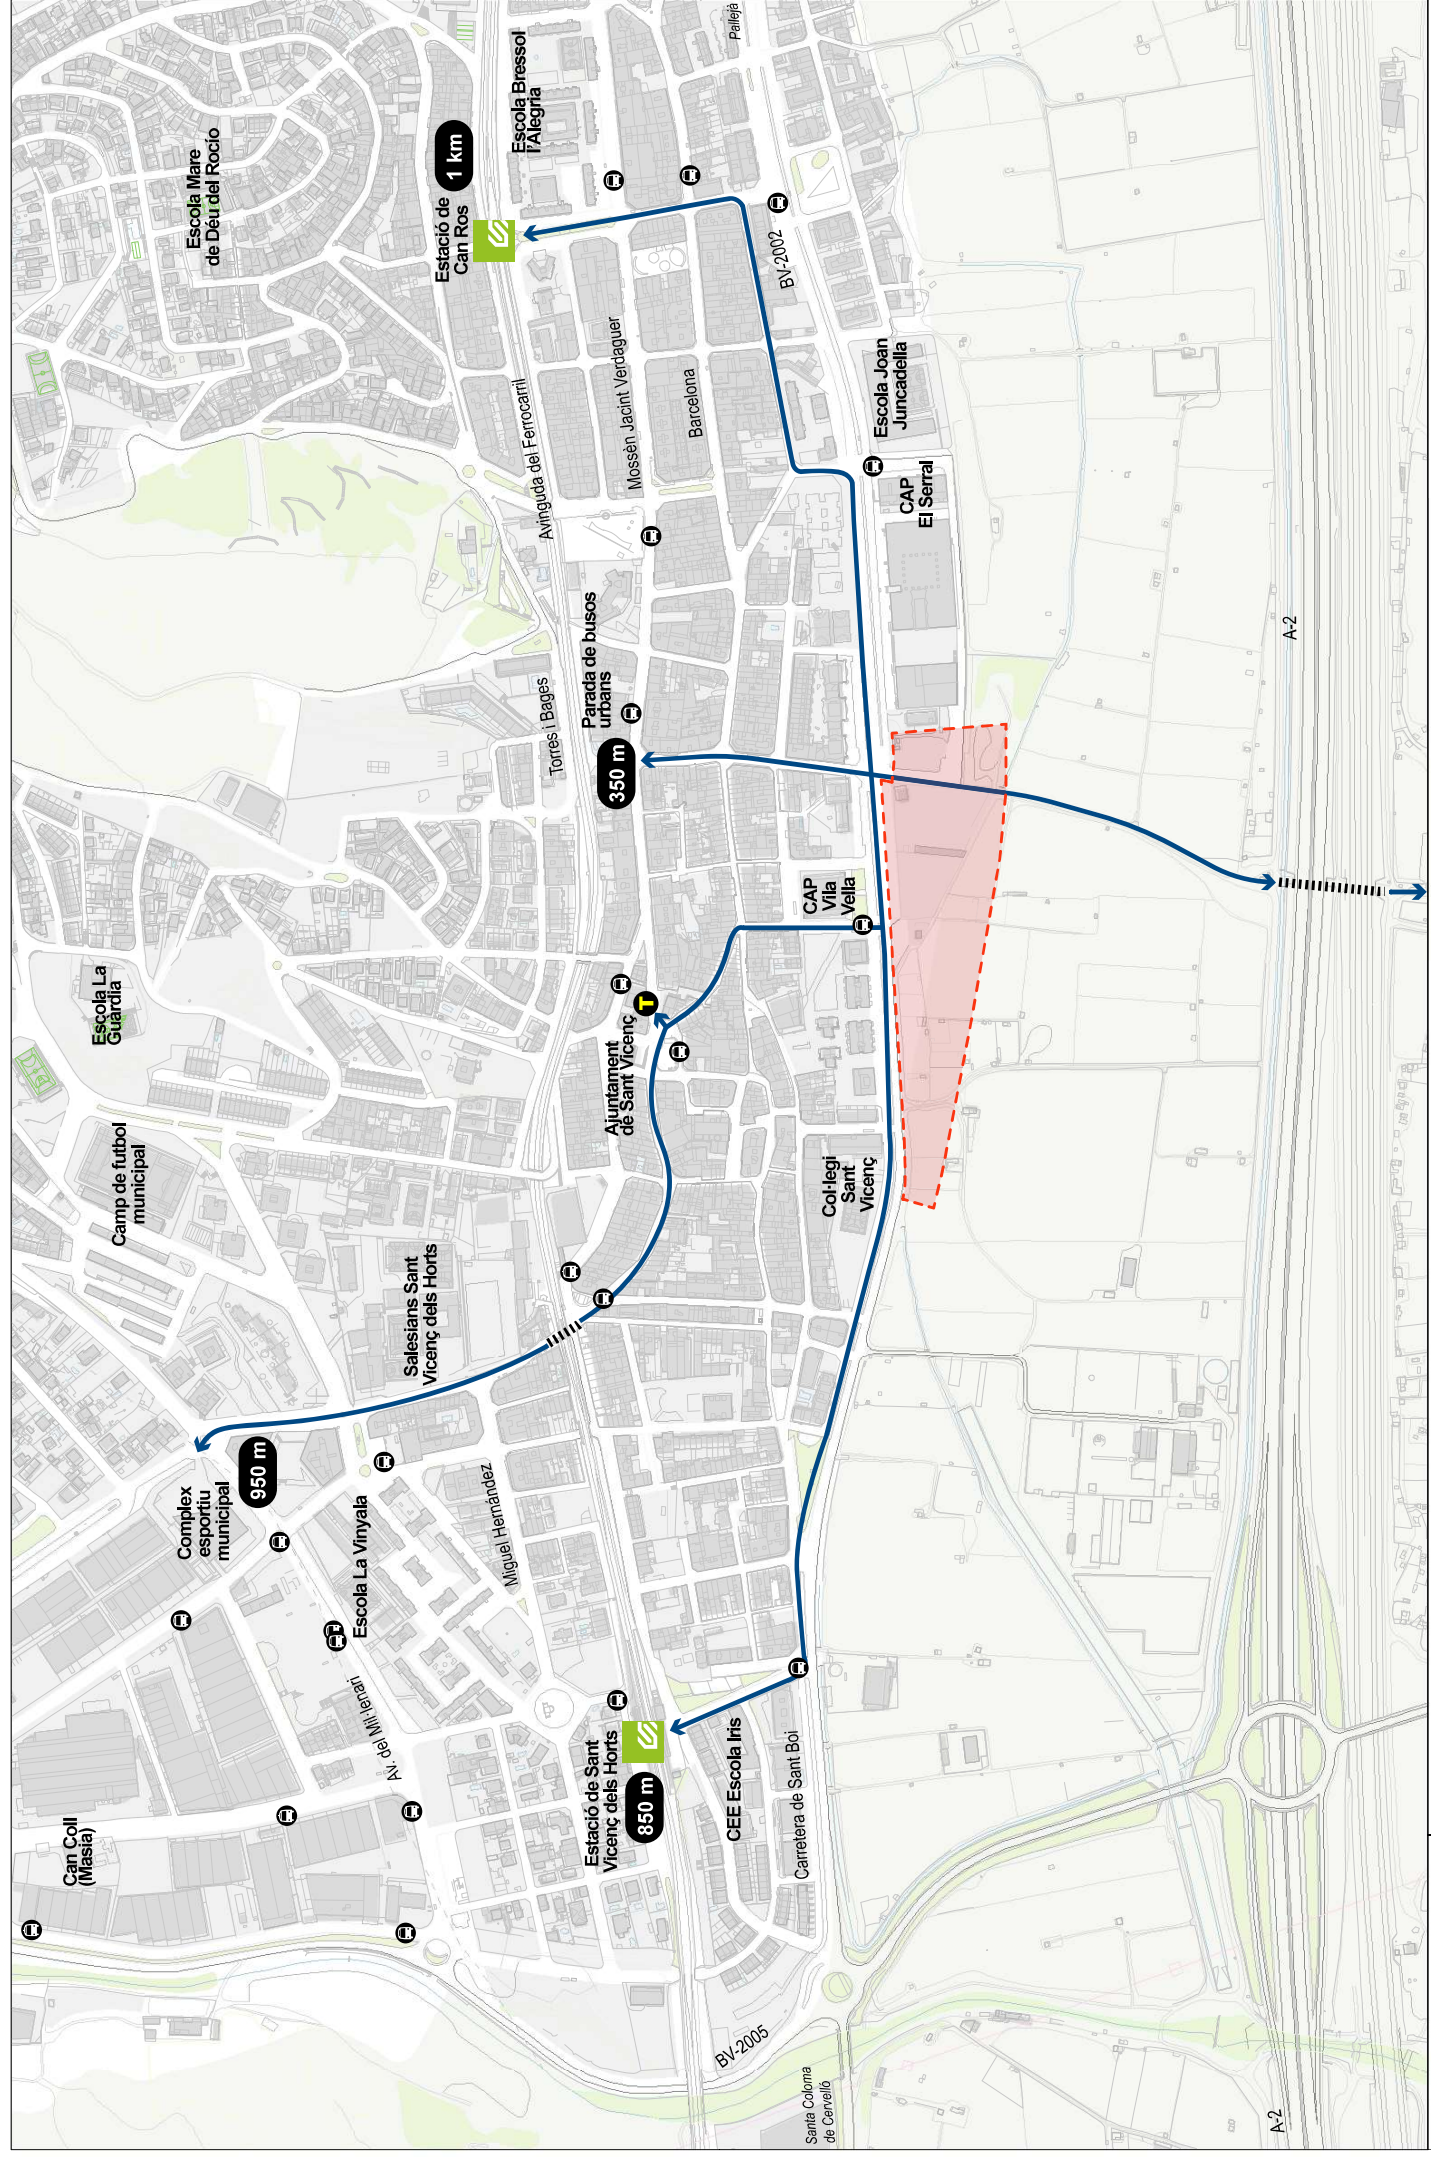 Can Coll
(Masia)
Complex
esportiu
municipal
950 m
Camp de futbol
municipal
Escola La
Guàrdia
Escola Mare
de Déu del Rocío
Estació de
Can Ros
1 km
Escola Bressol
l'Alegria
Pallejà
Av. del Mil·lenari
Escola La Vinyala
Salesians Sant
Vicenç dels Horts
Miguel Hernández
Torres i Bages
Avinguda del Ferrocarril
Mossèn Jacint Verdaguer
Barcelona
BV-2002
Parada de busos
urbans
350 m
Ajuntament
de Sant Vicenç
T
Estació de Sant
Vicenç dels Horts
850 m
CEE Escola Iris
Carretera de Sant Boi
Col·legi
Sant
Vicenç
CAP
Vila
Vella
CAP
El Serral
Escola Joan
Juncadella
BV-2005
Santa Coloma
de Cervelló
A-2
A-2